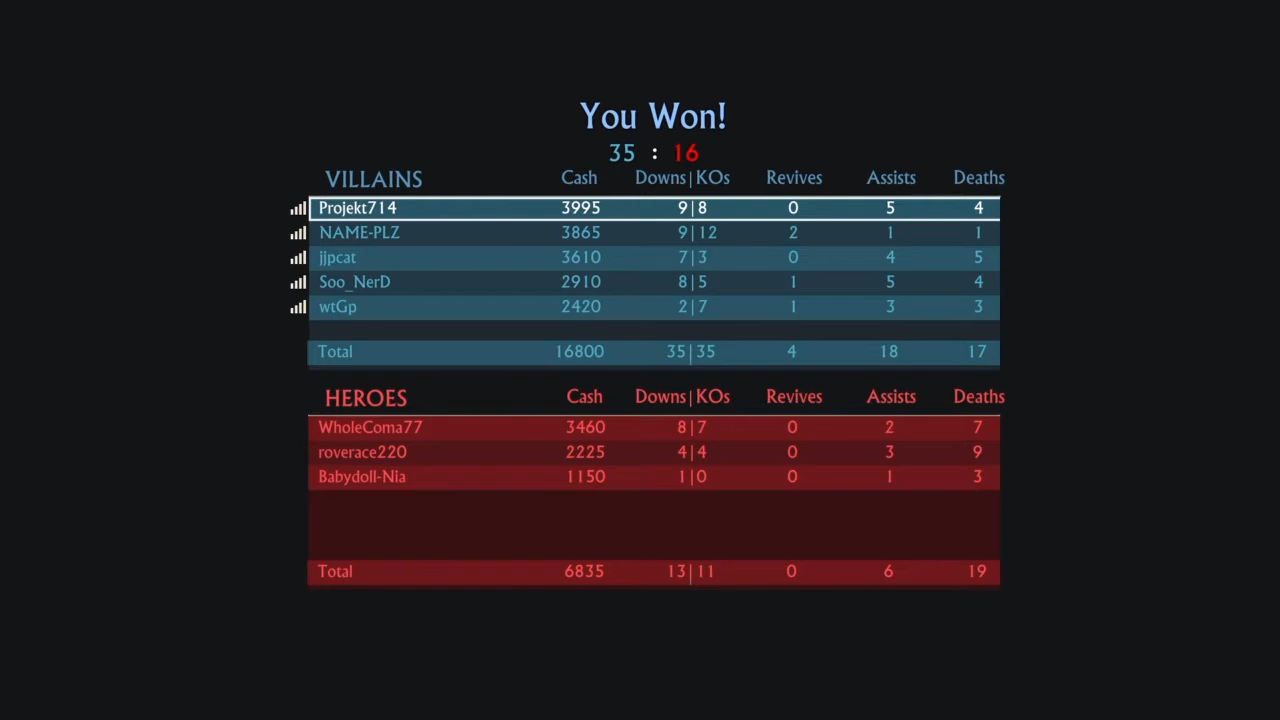 You Won!
35 : 16
VILLAINS Cash Downs|KOs Revives Assists Deaths
Projekt714 3995 9|8 0 5 4
NAME-PLZ 3865 9|12 2 1 1
jjpcat 3610 7|3 0 4 5
Soo_NerD 2910 8|5 1 5 4
wtGp 2420 2|7 1 3 3
Total 16800 35|35 4 18 17
HEROES Cash Downs|KOs Revives Assists Deaths
WholeComa77 3460 8|7 0 2 7
roverace220 2225 4|4 0 3 9
Babydoll-Nia 1150 1|0 0 1 3
Total 6835 13|11 0 6 19